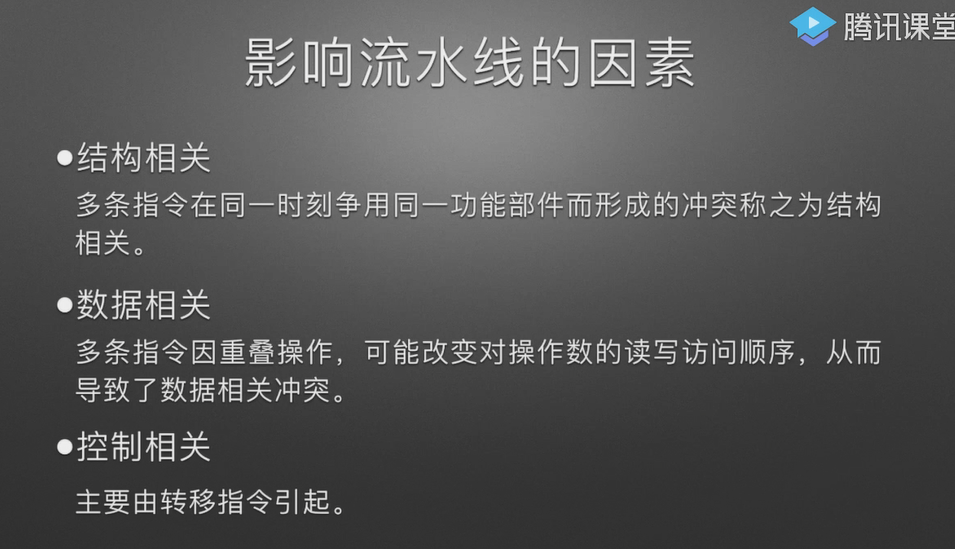 腾讯课堂
影响流水线的因素
●结构相关
多条指令在同一时刻争用同一功能部件而形成的冲突称之为结构
相关。
●数据相关
多条指令因重叠操作，可能改变对操作数的读写访问顺序，从而
导致了数据相关冲突。
●控制相关
主要由转移指令引起。